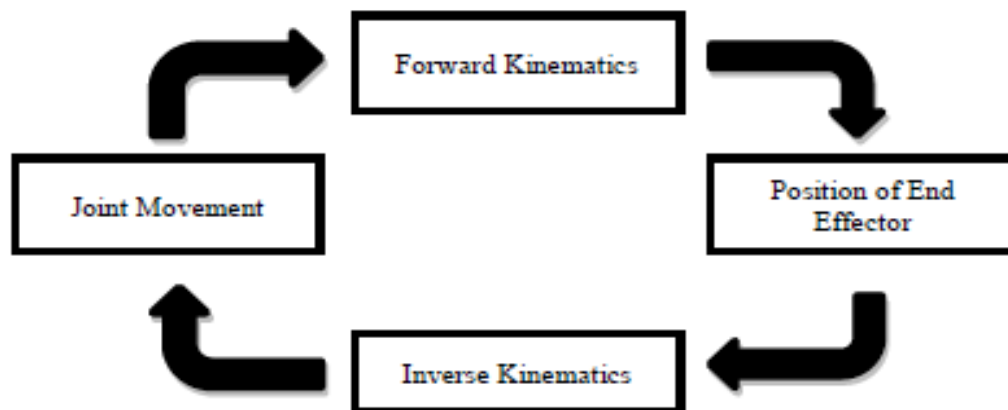 Forward Kinematics
Joint Movement
Position of End
Effector
Inverse Kinematics